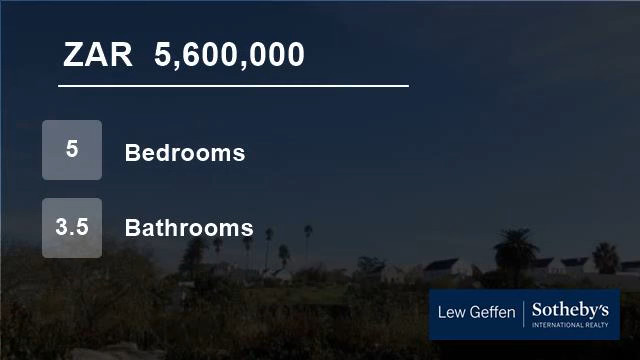 ZAR 5,600,000
5
Bedrooms
3.5
Bathrooms
Lew Geffen
Sotheby's
INTERNATIONAL REALTY